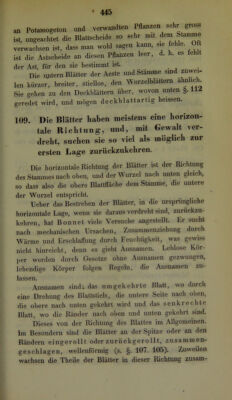 445
an Potamogeton und verwandten Pflanzen sehr gross
ist, ungeachtet die Blattscheide so sehr mit dem Stamme
verwachsen ist, dass man wohl sagen kann, sie fehle. Oft
ist die Astscheide an diesen Pflanzen leer, d. h. es fehlt
der Ast, für den sie bestimmt ist.
Die untern Blätter der Aeste und Stämme sind zuwei-
len kürzer, breiter, stiellos, den Wurzelblättern ähnlich.
Sie gehen zu den Deckblättern über, wovon unten §. 112
geredet wird, und mögen deckblattartig heissen.
109. Die Blätter haben meistens eine horizon-
tale Richtung, und, mit Gewalt ver-
dreht, suchen sie so viel als möglich zur
ersten Lage zurückzukehren.
Die horizontale Richtung der Blätter ist der Richtung
des Stammes nach oben, und der Wurzel nach unten gleich,
so dass also die obere Blattfläche dem Stamme, die untere
der Wurzel entspricht.
Ueber das Bestreben der Blätter, in die ursprüngliche
horizontale Lage, wenn sie daraus verdreht sind, zurückzu-
kehren, hat Bonnet viele Versuche angestellt. Er sucht
nach mechanischen Ursachen, Zusammenziehung durch
Wärme und Erschlaffung durch Feuchtigkeit, was gewiss
nicht hinreicht, denn es giebt Ausnamen. Leblose Kör-
per werden durch Gesetze ohne Ausnamen gezwungen,
lebendige Körper folgen Regeln, die Ausnamen zu-
lassen.
Ausnamen sind: das umgekehrte Blatt, wo durch
eine Drehung des Blattstiels, die untere Seite nach oben,
die obere nach unten gekehrt wird und das senkrechte
Blatt, wo die Ränder nach oben und unten gekehrt sind.
Dieses von der Richtung des Blattes im Allgemeinen.
Im Besondern sind die Blätter an der Spitze oder an den
Rändern eingerollt oder zurückgerollt, zusammen-
geschlagen, wellenförmig (s. §. 107. 105). Zuweilen
wachsen die Theile der Blätter in dieser Richtung zusam-